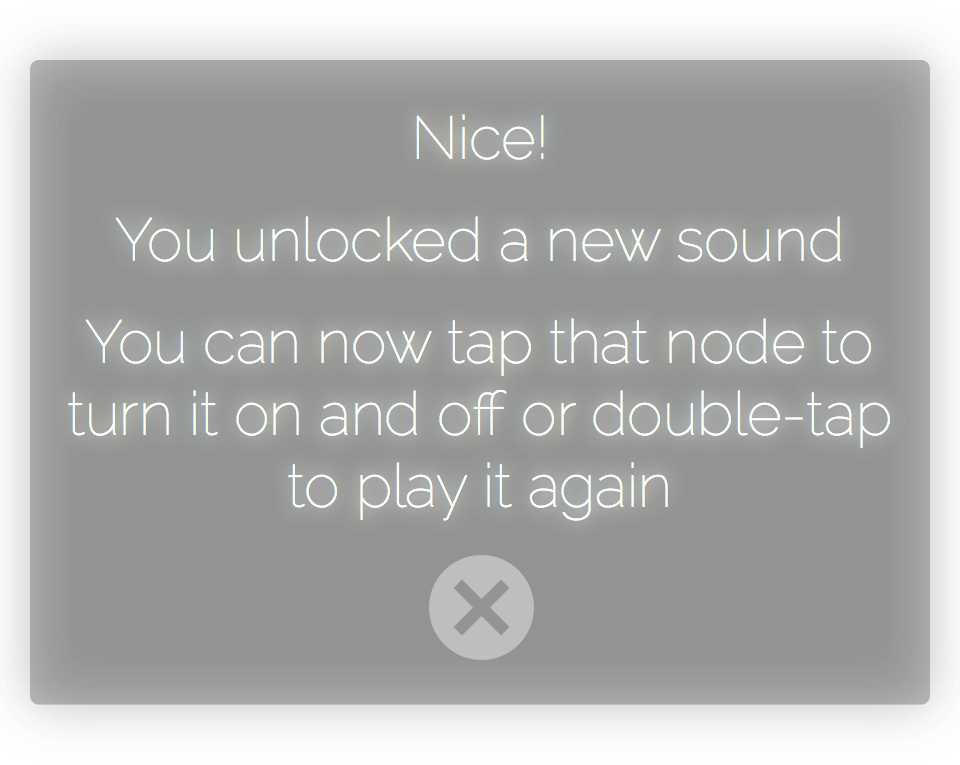 Nice!
You unlocked a new sound
You can now tap that node to
turn it on and off or double-tap
to play it again